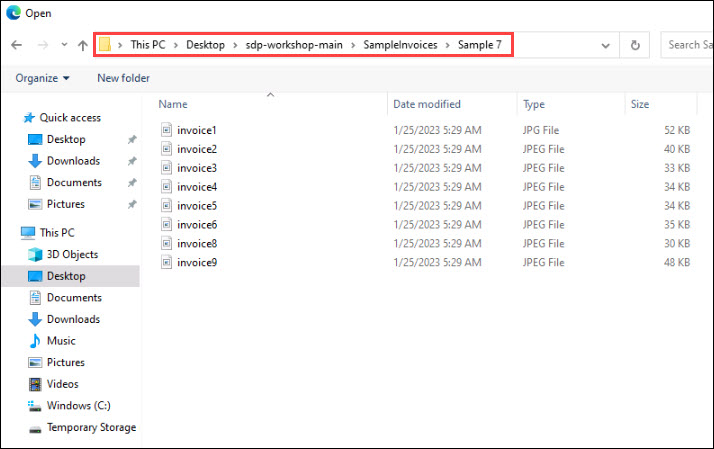 Open
This PC > Desktop > sdp-workshop-main > SampleInvoices > Sample 7
Search Sa
Organize
New folder
Name Date modified Type Size
Quick access
Desktop
Downloads
Documents
Pictures
This PC
3D Objects
Desktop
Documents
Downloads
Music
Pictures
Videos
Windows (C:)
Temporary Storage
invoice1 1/25/2023 5:29 AM JPG File 52 KB
invoice2 1/25/2023 5:29 AM JPEG File 40 KB
invoice3 1/25/2023 5:29 AM JPEG File 33 KB
invoice4 1/25/2023 5:29 AM JPEG File 34 KB
invoice5 1/25/2023 5:29 AM JPEG File 34 KB
invoice6 1/25/2023 5:29 AM JPEG File 35 KB
invoice8 1/25/2023 5:29 AM JPEG File 30 KB
invoice9 1/25/2023 5:29 AM JPEG File 48 KB